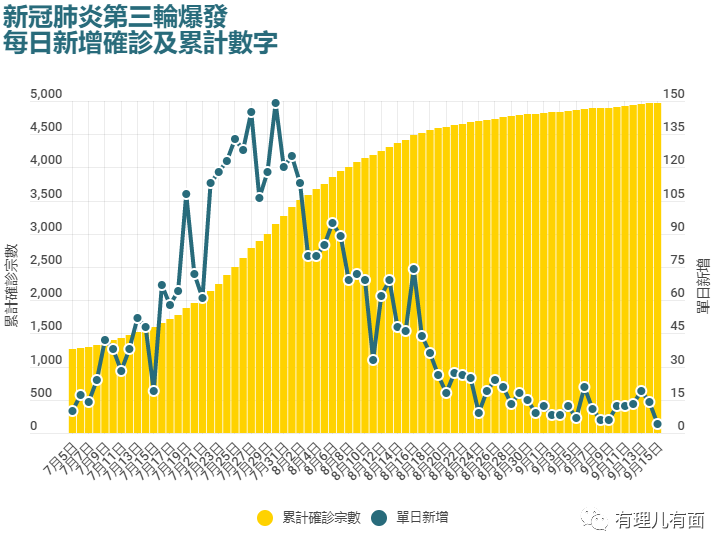 新冠肺炎第三輪爆發
每日新增確診及累計數字
5,000
4,500
4,000
3,500
3,000
2,500
2,000
1,500
1,000
500
0
累計確診宗數
150
135
120
105
90
75
60
45
30
15
0
單日新增
7月5日
7月7日
7月9日
7月11日
7月13日
7月15日
7月17日
7月19日
7月21日
7月23日
7月25日
7月27日
7月29日
7月31日
8月2日
8月4日
8月6日
8月8日
8月10日
8月12日
8月14日
8月16日
8月18日
8月20日
8月22日
8月24日
8月26日
8月28日
8月30日
9月1日
9月3日
9月5日
9月7日
9月9日
9月11日
9月13日
9月15日
累計確診宗數
單日新增
有理儿有面